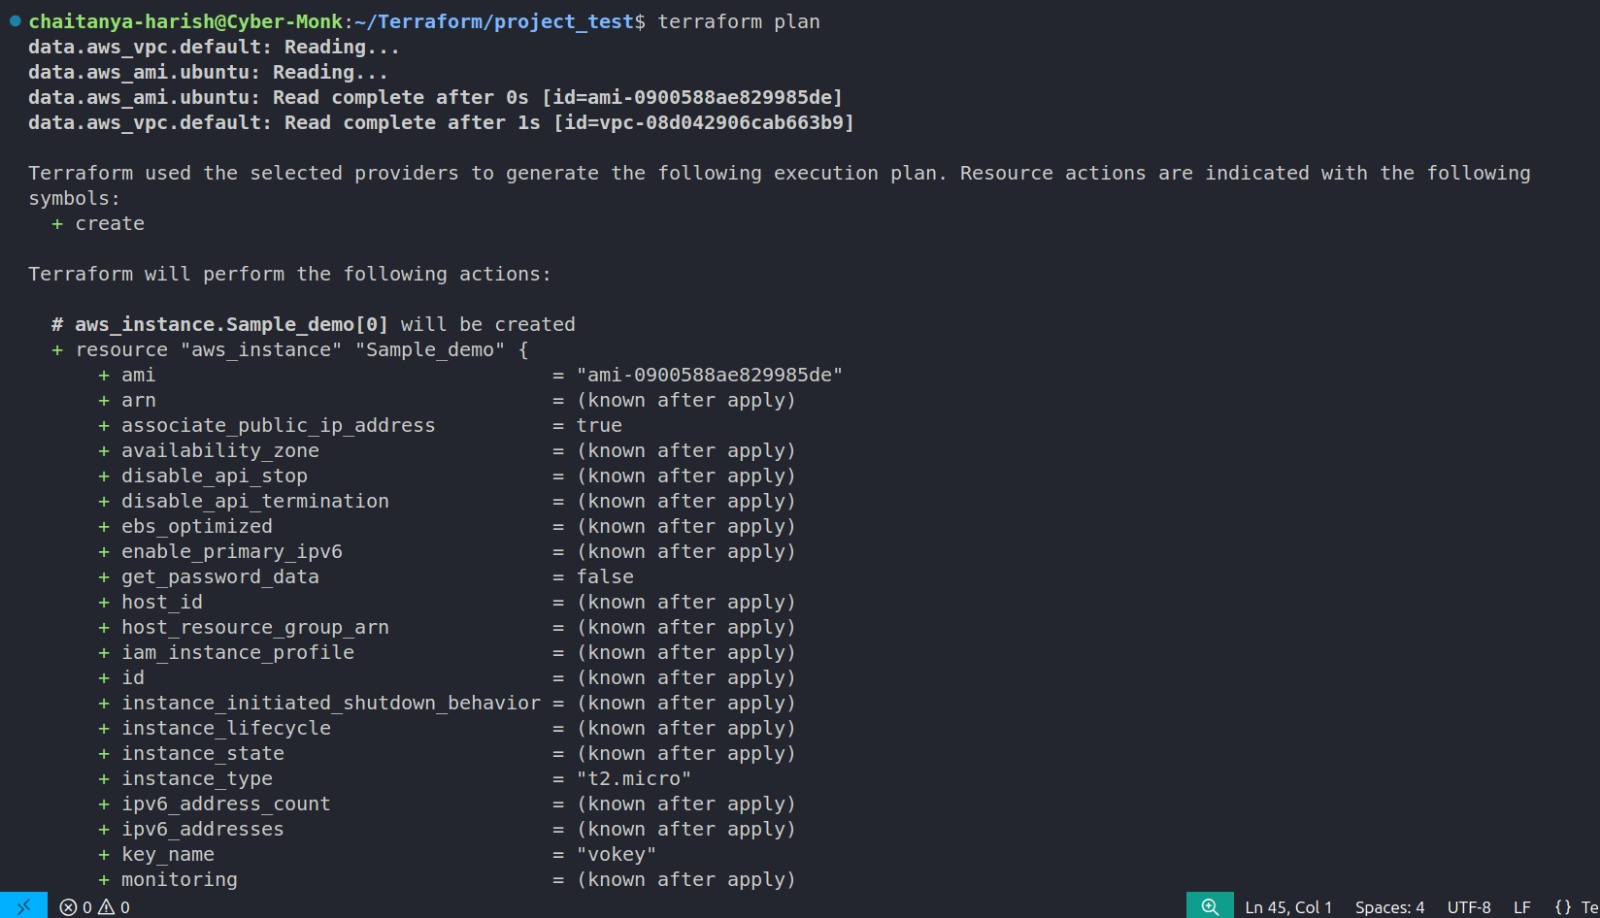 chaitanya-harish@Cyber-Monk:~/Terraform/project_test$ terraform plan
data.aws_vpc.default: Reading...
data.aws_ami.ubuntu: Reading...
data.aws_ami.ubuntu: Read complete after 0s [id=ami-0900588ae829985de]
data.aws_vpc.default: Read complete after 1s [id=vpc-08d042906cab663b9]
Terraform used the selected providers to generate the following execution plan. Resource actions are indicated with the following
symbols:
+ create
Terraform will perform the following actions:
# aws_instance.Sample_demo[0] will be created
+ resource "aws_instance" "Sample_demo" {
+ ami = "ami-0900588ae829985de"
+ arn = (known after apply)
+ associate_public_ip_address = true
+ availability_zone = (known after apply)
+ disable_api_stop = (known after apply)
+ disable_api_termination = (known after apply)
+ ebs_optimized = (known after apply)
+ enable_primary_ipv6 = (known after apply)
+ get_password_data = false
+ host_id = (known after apply)
+ host_resource_group_arn = (known after apply)
+ iam_instance_profile = (known after apply)
+ id = (known after apply)
+ instance_initiated_shutdown_behavior = (known after apply)
+ instance_lifecycle = (known after apply)
+ instance_state = (known after apply)
+ instance_type = "t2.micro"
+ ipv6_address_count = (known after apply)
+ ipv6_addresses = (known after apply)
+ key_name = "vokey"
+ monitoring = (known after apply)
0 0 Ln 45, Col 1 Spaces: 4 UTF-8 LF {} Te